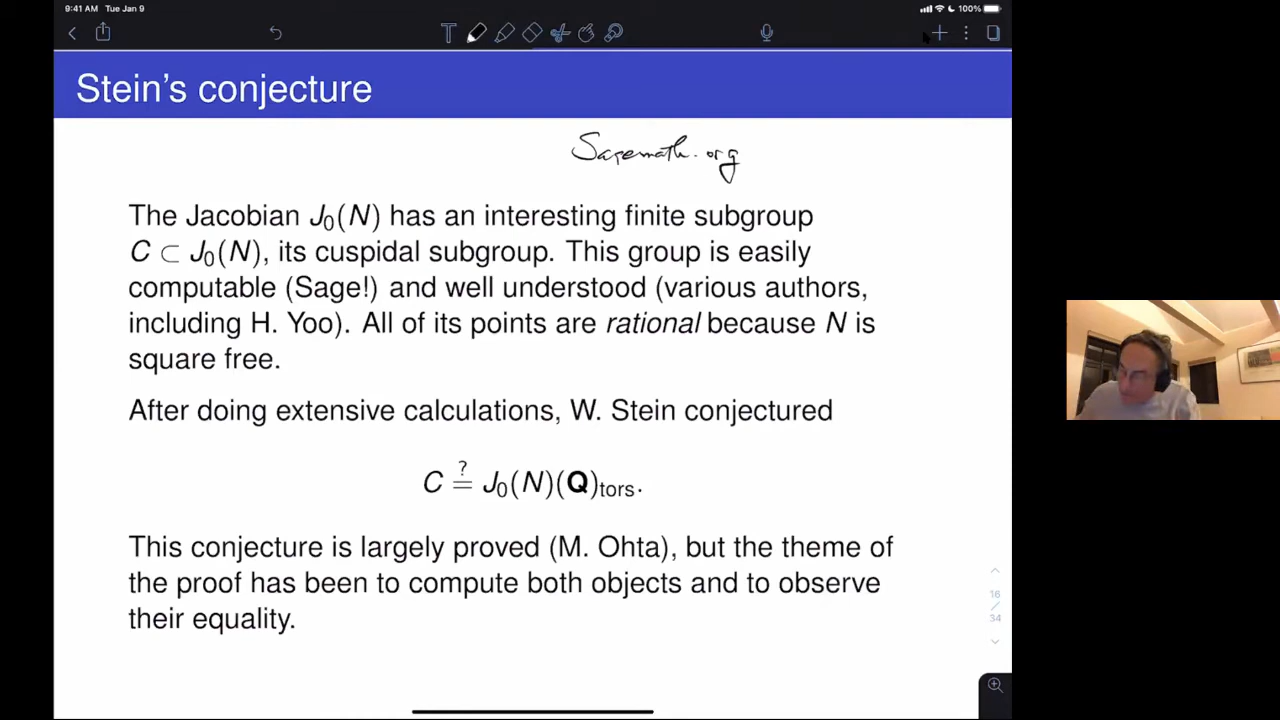 9:41 AM Tue Jan 9
100%
Stein's conjecture
Sagemath.org
The Jacobian J₀(N) has an interesting finite subgroup
C ⊂ J₀(N), its cuspidal subgroup. This group is easily
computable (Sage!) and well understood (various authors,
including H. Yoo). All of its points are rational because N is
square free.
After doing extensive calculations, W. Stein conjectured
C ≟ J₀(N)(Q)tors.
This conjecture is largely proved (M. Ohta), but the theme of
the proof has been to compute both objects and to observe
their equality.
16
/
34